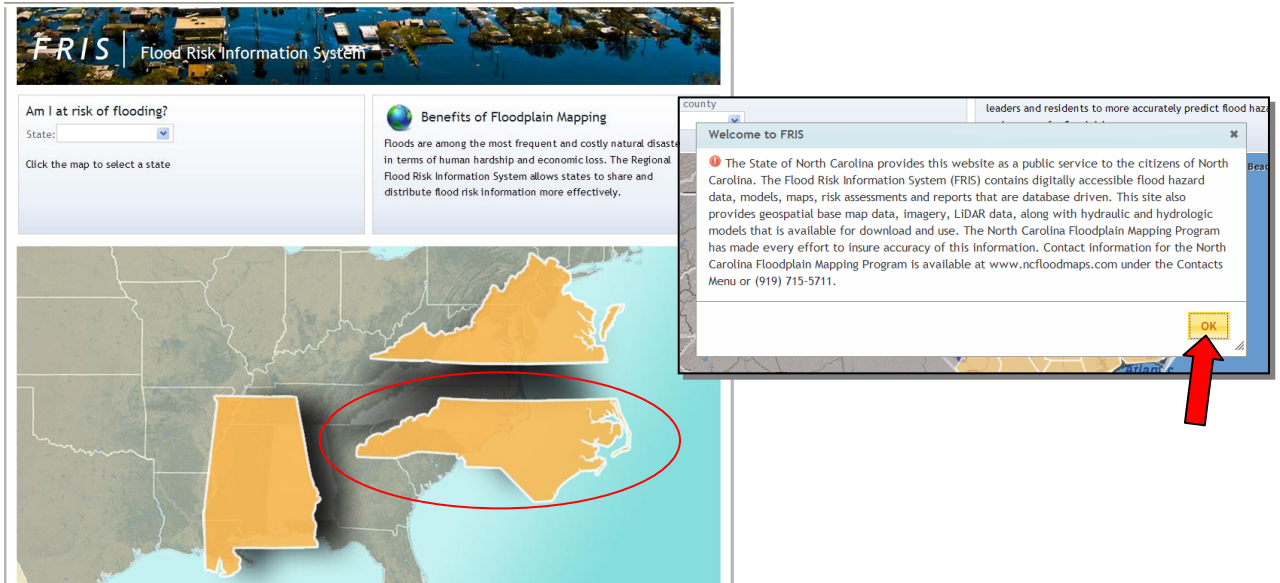 FRIS | Flood Risk Information System
Am I at risk of flooding?
State:
Click the map to select a state
Benefits of Floodplain Mapping
Floods are among the most frequent and costly natural disaste
in terms of human hardship and economic loss. The Regional
Flood Risk Information System allows states to share and
distribute flood risk information more effectively.
county
leaders and residents to more accurately predict flood haza
Welcome to FRIS
The State of North Carolina provides this website as a public service to the citizens of North
Carolina. The Flood Risk Information System (FRIS) contains digitally accessible flood hazard
data, models, maps, risk assessments and reports that are database driven. This site also
provides geospatial base map data, imagery, LiDAR data, along with hydraulic and hydrologic
models that is available for download and use. The North Carolina Floodplain Mapping Program
has made every effort to insure accuracy of this information. Contact information for the North
Carolina Floodplain Mapping Program is available at www.ncfloodmaps.com under the Contacts
Menu or (919) 715-5711.
Beac
OK